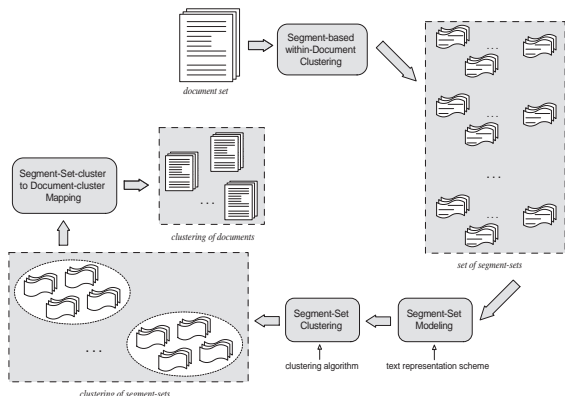 document set
Segment-based
within-Document
Clustering
. . .
. . .
. . .
. . .
. . .
. . .
. . .
set of segment-sets
Segment-Set
Modeling
text representation scheme
Segment-Set
Clustering
clustering algorithm
. . .
clustering of segment-sets
Segment-Set-cluster
to Document-cluster
Mapping
. . .
clustering of documents